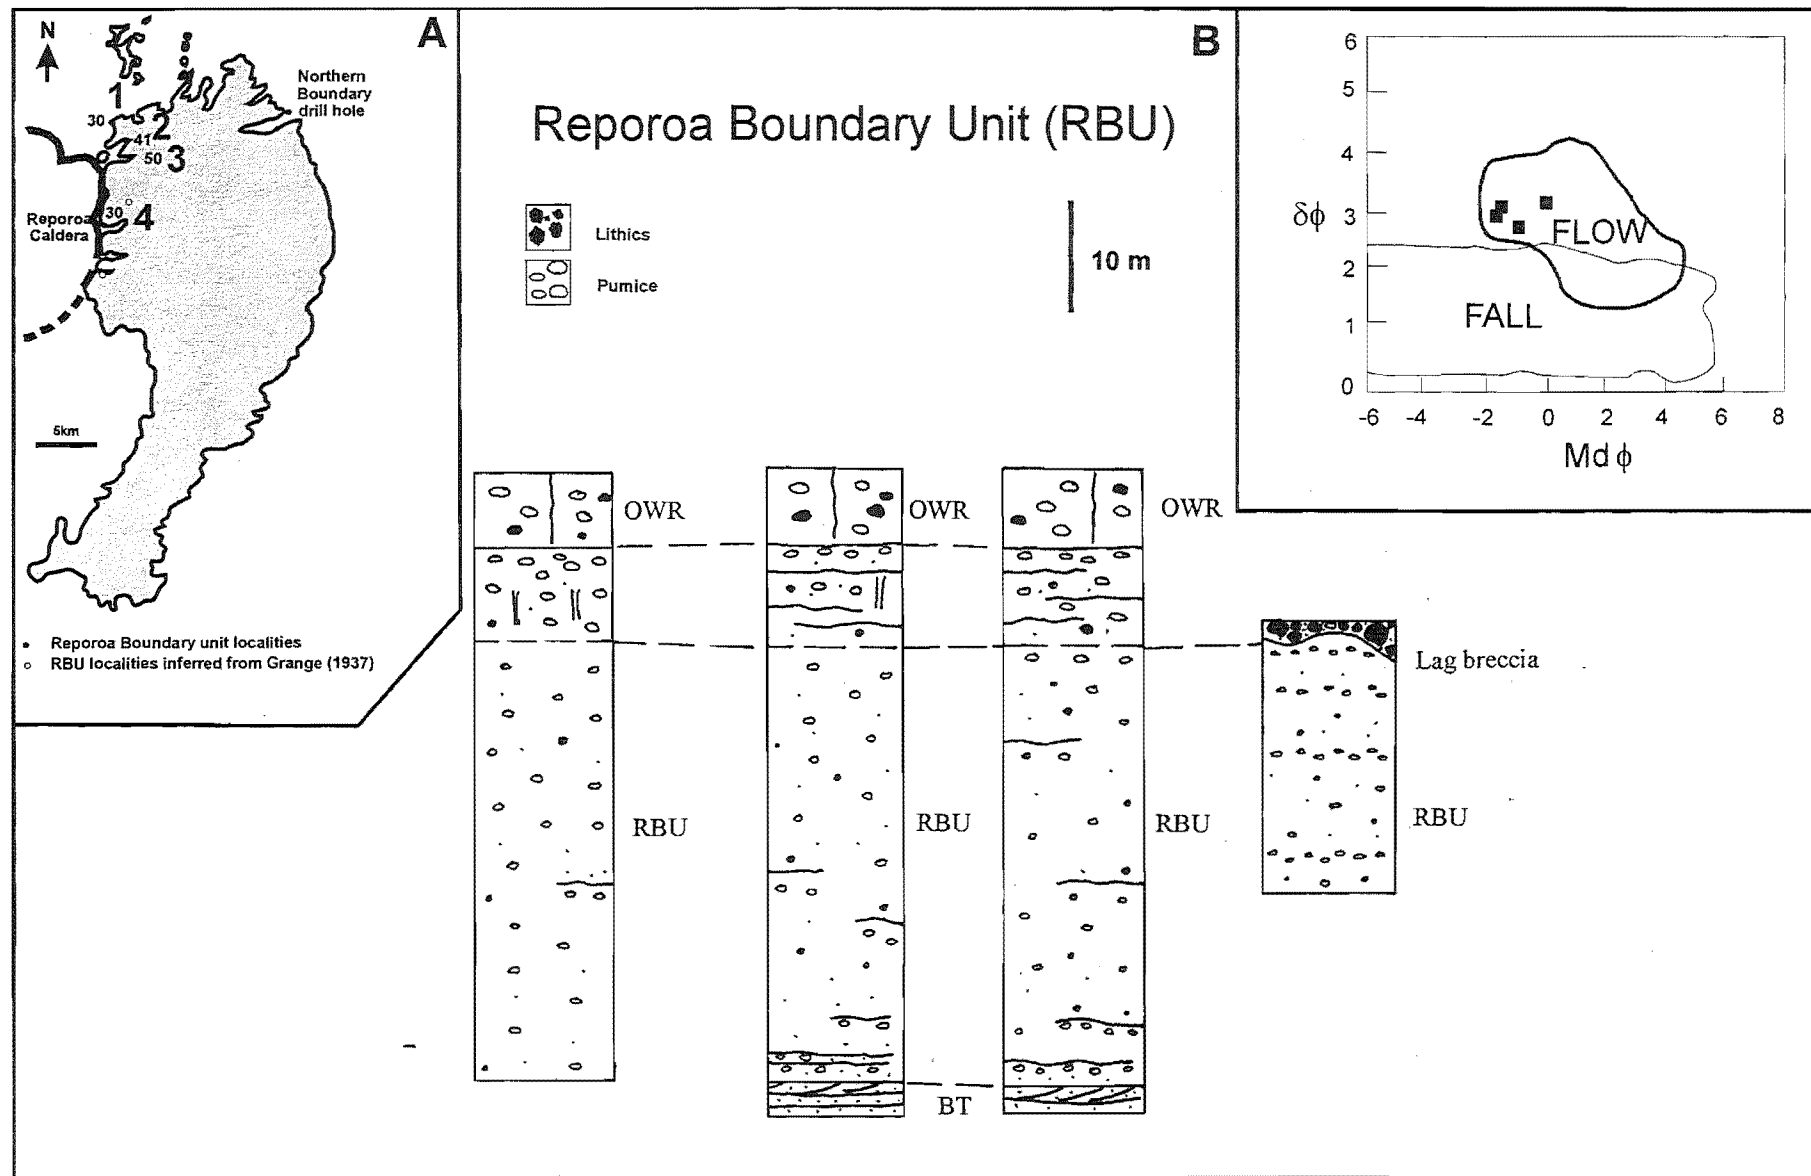 A
N
Northern
Boundary
drill hole
1
30
2
41
50
3
30
4
Reporoa
Caldera
5km
Reporoa Boundary unit localities
RBU localities inferred from Grange (1937)
Reporoa Boundary Unit (RBU)
Lithics
Pumice
10 m
B
6
5
4
3
2
1
0
δϕ
FLOW
FALL
-6 -4 -2 0 2 4 6 8
Md ϕ
OWR
OWR
OWR
Lag breccia
RBU
RBU
RBU
RBU
BT